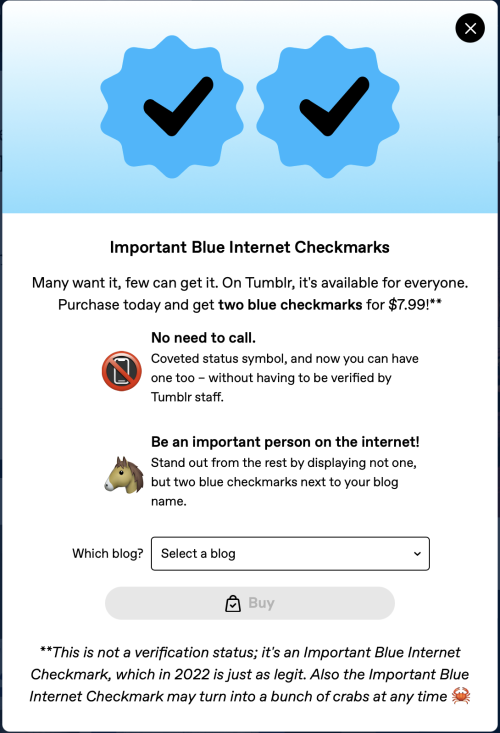 Important Blue Internet Checkmarks
Many want it, few can get it. On Tumblr, it's available for everyone.
Purchase today and get two blue checkmarks for $7.99!**
No need to call.
Coveted status symbol, and now you can have
one too – without having to be verified by
Tumblr staff.
Be an important person on the internet!
Stand out from the rest by displaying not one,
but two blue checkmarks next to your blog
name.
Which blog? Select a blog
Buy
**This is not a verification status; it's an Important Blue Internet
Checkmark, which in 2022 is just as legit. Also the Important Blue
Internet Checkmark may turn into a bunch of crabs at any time 🦀